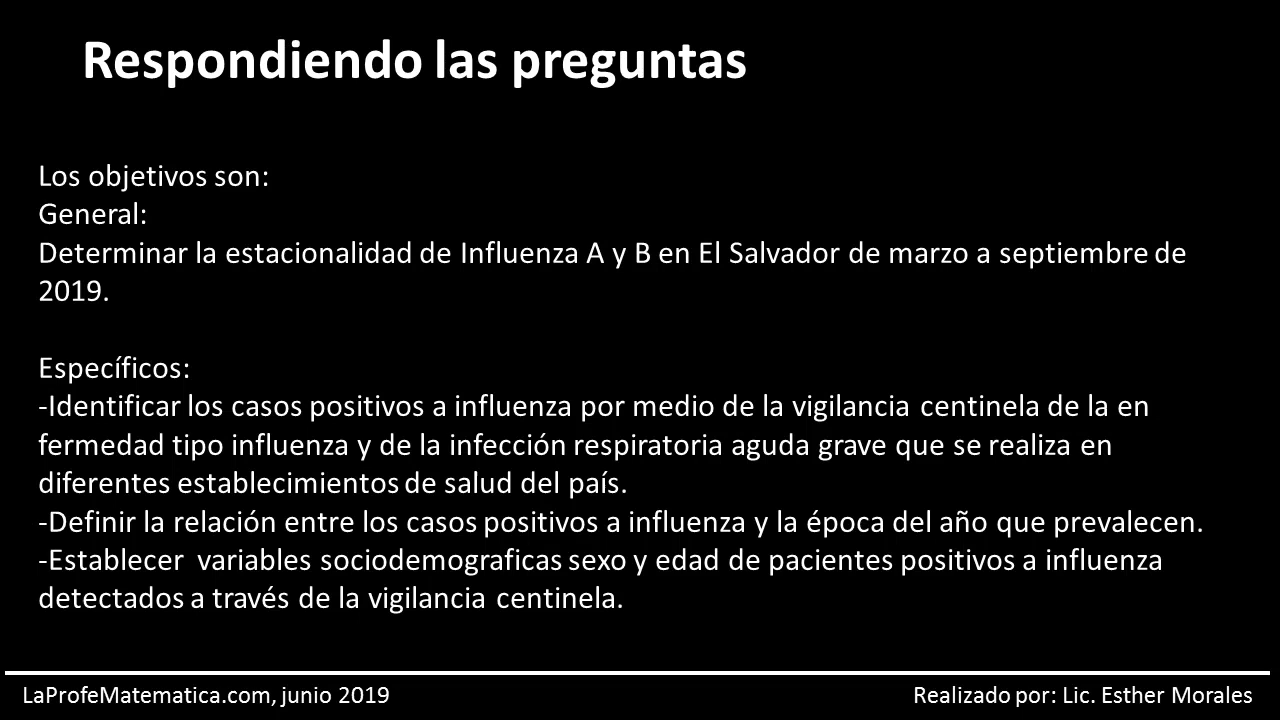 Respondiendo las preguntas
Los objetivos son:
General:
Determinar la estacionalidad de Influenza A y B en El Salvador de marzo a septiembre de
2019.
Específicos:
-Identificar los casos positivos a influenza por medio de la vigilancia centinela de la en
fermedad tipo influenza y de la infección respiratoria aguda grave que se realiza en
diferentes establecimientos de salud del país.
-Definir la relación entre los casos positivos a influenza y la época del año que prevalecen.
-Establecer  variables sociodemograficas sexo y edad de pacientes positivos a influenza
detectados a través de la vigilancia centinela.
LaProfeMatematica.com, junio 2019
Realizado por: Lic. Esther Morales